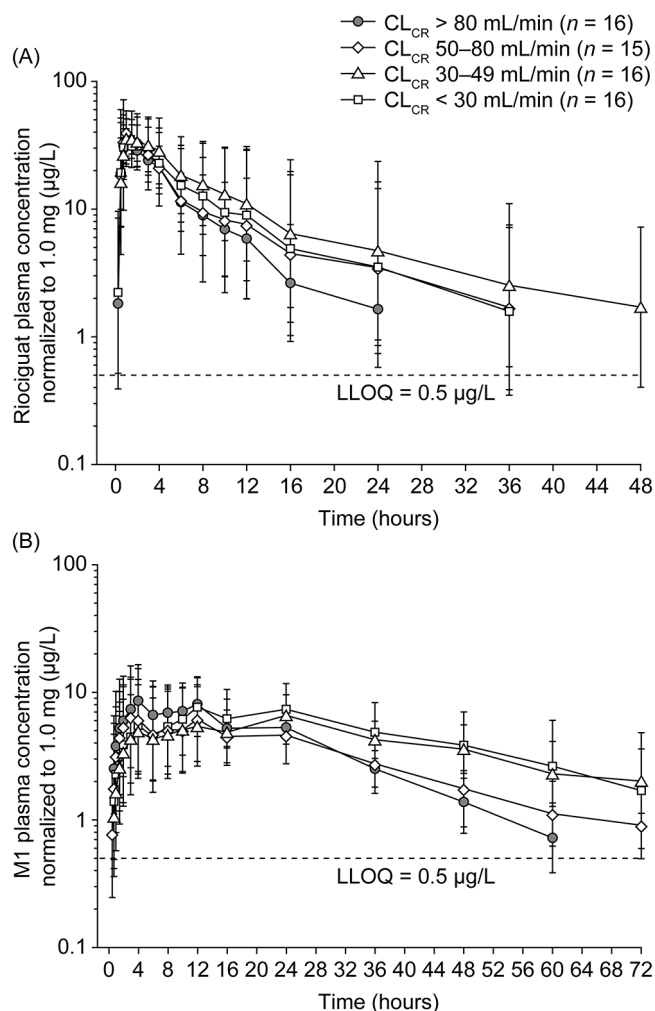 CLCR > 80 mL/min (n = 16)
CLCR 50–80 mL/min (n = 15)
CLCR 30–49 mL/min (n = 16)
CLCR < 30 mL/min (n = 16)
(A)
Riociguat plasma concentration
normalized to 1.0 mg (µg/L)
100
10
1
0.1
LLOQ = 0.5 µg/L
0 4 8 12 16 20 24 28 32 36 40 44 48
Time (hours)
(B)
M1 plasma concentration
normalized to 1.0 mg (µg/L)
100
10
1
0.1
LLOQ = 0.5 µg/L
0 4 8 12 16 20 24 28 32 36 40 44 48 52 56 60 64 68 72
Time (hours)